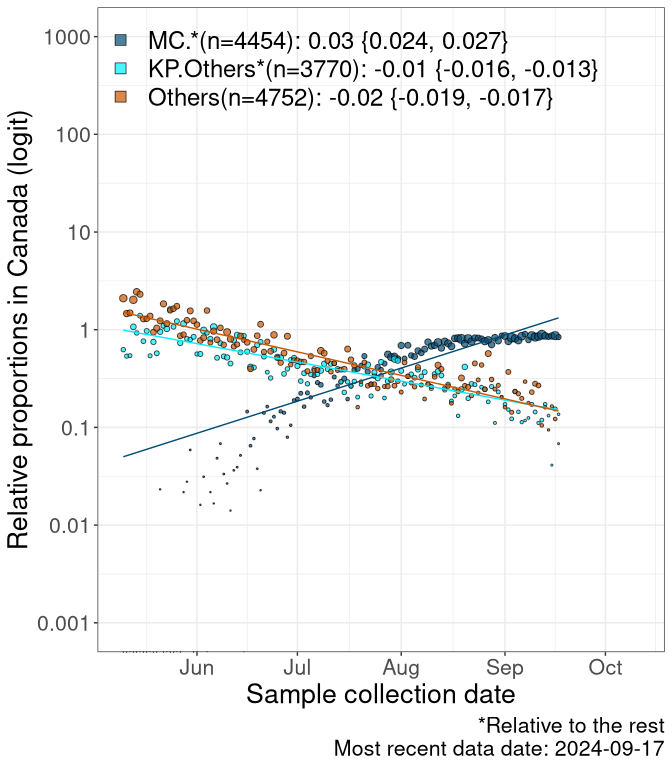 MC.*(n=4454): 0.03 {0.024, 0.027}
KP.Others*(n=3770): -0.01 {-0.016, -0.013}
Others(n=4752): -0.02 {-0.019, -0.017}
Relative proportions in Canada (logit)
1000
100
10
1
0.1
0.01
0.001
Jun Jul Aug Sep Oct
Sample collection date
*Relative to the rest
Most recent data date: 2024-09-17